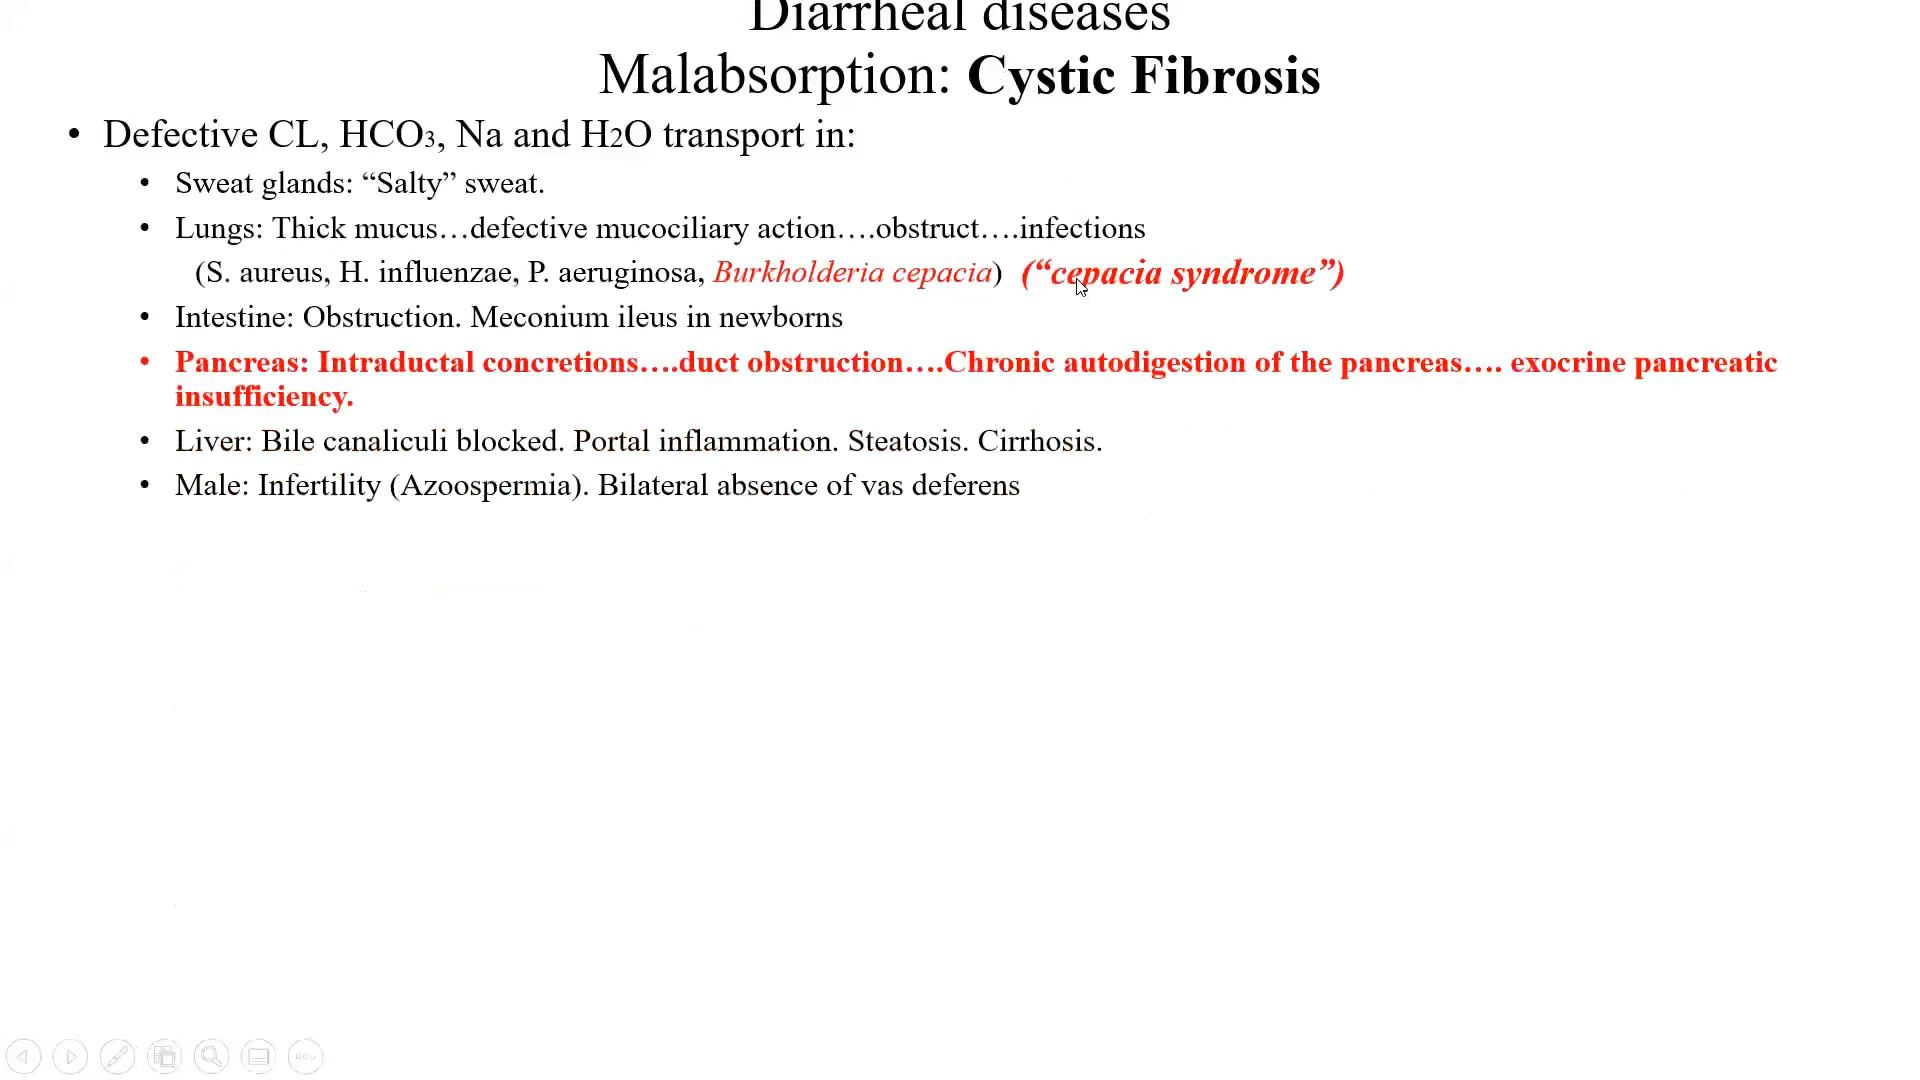 Diarrheal diseases
Malabsorption: Cystic Fibrosis
• Defective CL, HCO3, Na and H2O transport in:
• Sweat glands: “Salty” sweat.
• Lungs: Thick mucus…defective mucociliary action….obstruct….infections
(S. aureus, H. influenzae, P. aeruginosa, Burkholderia cepacia) (“cepacia syndrome”)
• Intestine: Obstruction. Meconium ileus in newborns
• Pancreas: Intraductal concretions….duct obstruction….Chronic autodigestion of the pancreas…. exocrine pancreatic
insufficiency.
• Liver: Bile canaliculi blocked. Portal inflammation. Steatosis. Cirrhosis.
• Male: Infertility (Azoospermia). Bilateral absence of vas deferens